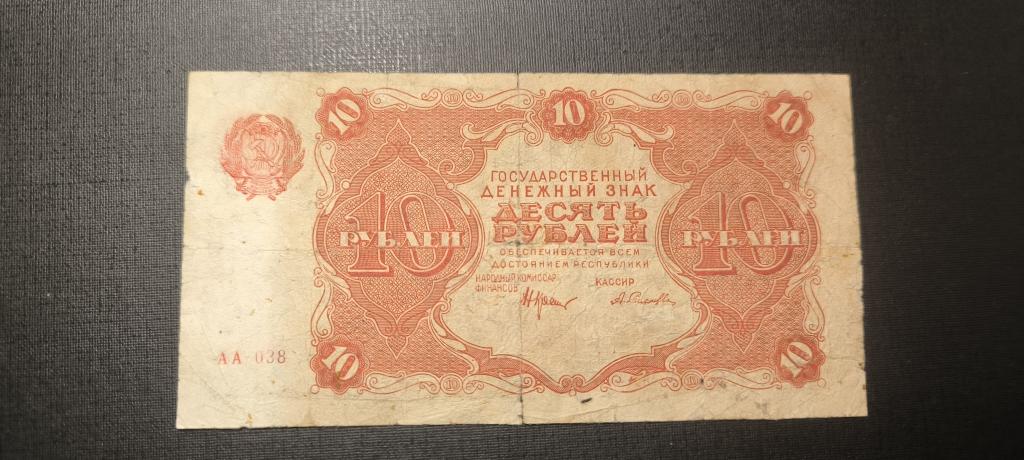 10 10 10
ГОСУДАРСТВЕННЫЙ
ДЕНЕЖНЫЙ ЗНАК
ДЕСЯТЬ
РУБЛЕЙ
10 РУБЛЕЙ
10 РУБЛЕЙ
ОБЕСПЕЧИВАЕТСЯ ВСЕМ
ДОСТОЯНИЕМ РЕСПУБЛИКИ
НАРОДНЫЙ КОМИССАР
ФИНАНСОВ
КАССИР
АА 038
10 10